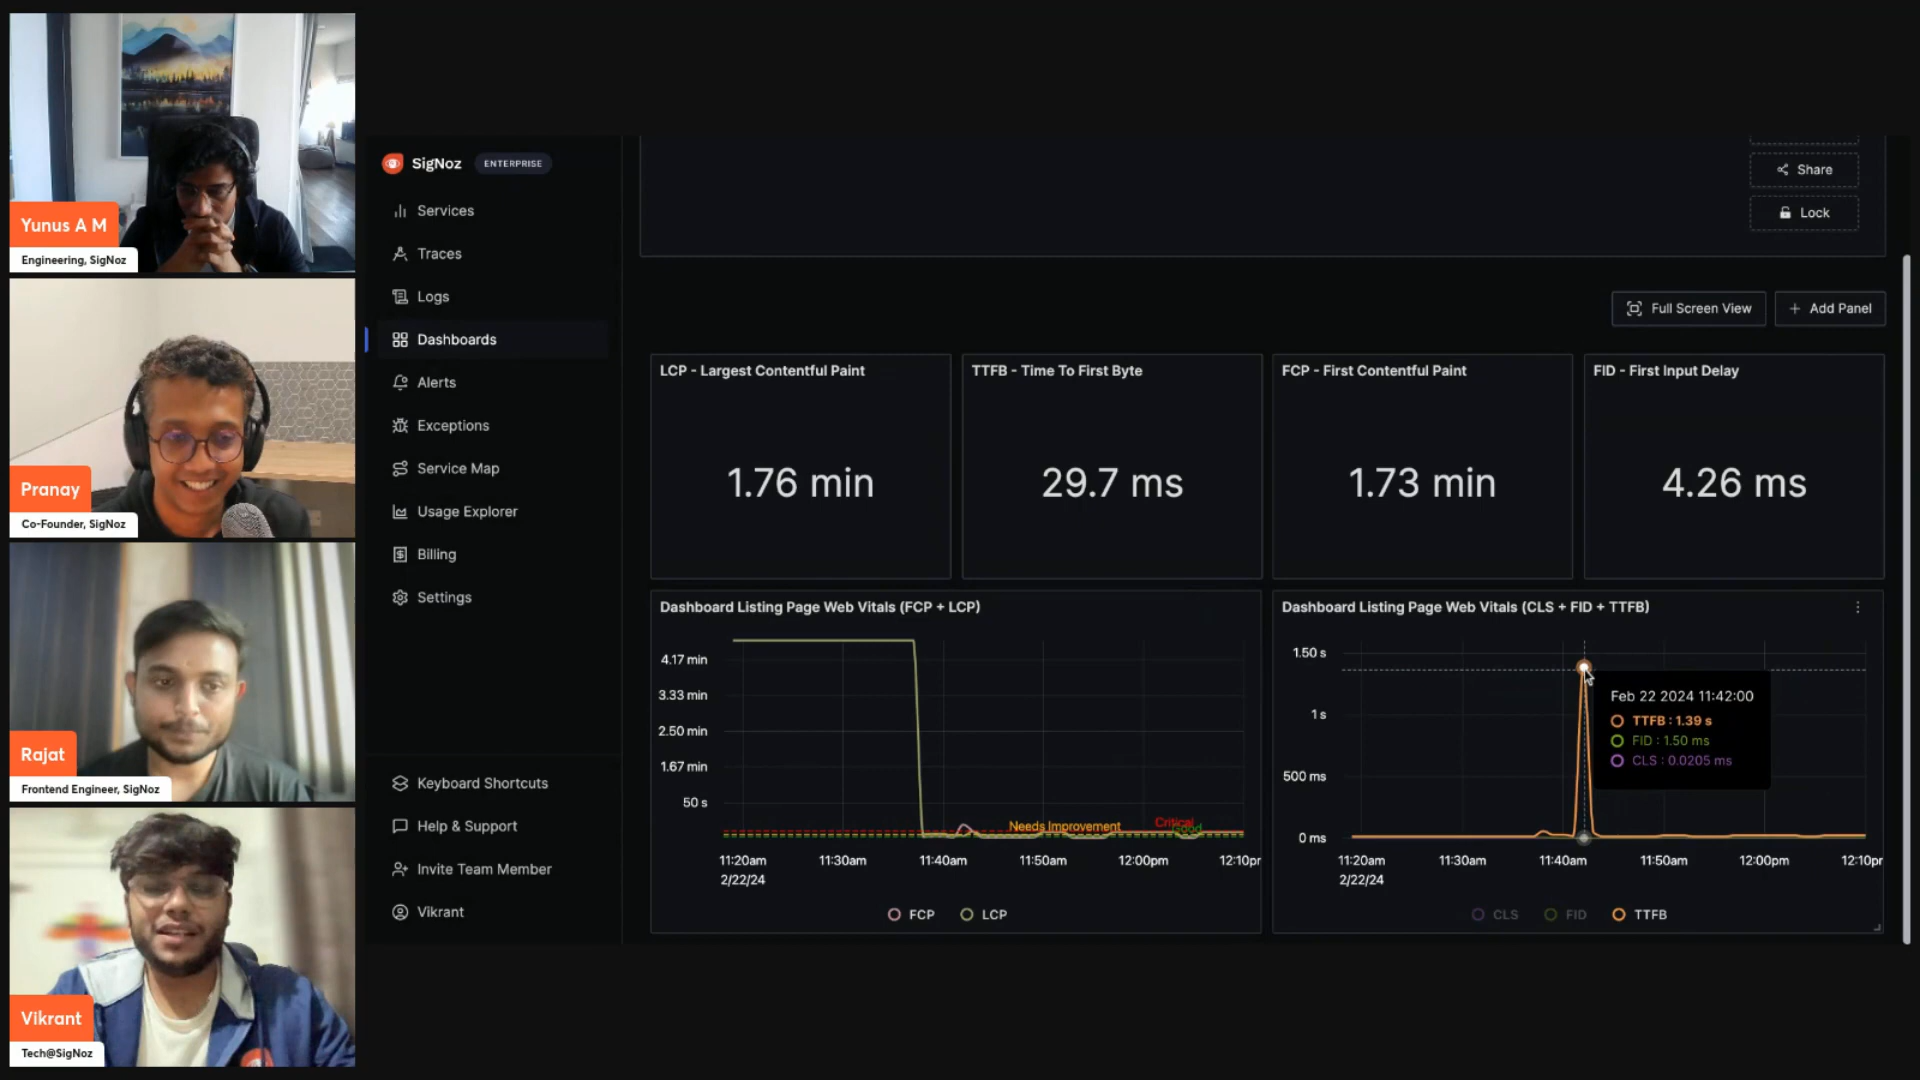 Yunus A M
Engineering, SigNoz
Pranay
Co-Founder, SigNoz
Rajat
Frontend Engineer, SigNoz
Vikrant
Tech@SigNoz
SigNoz ENTERPRISE
Services
Traces
Logs
Dashboards
Alerts
Exceptions
Service Map
Usage Explorer
Billing
Settings
Keyboard Shortcuts
Help & Support
Invite Team Member
Vikrant
Share
Lock
Full Screen View
+ Add Panel
LCP - Largest Contentful Paint
1.76 min
TTFB - Time To First Byte
29.7 ms
FCP - First Contentful Paint
1.73 min
FID - First Input Delay
4.26 ms
Dashboard Listing Page Web Vitals (FCP + LCP)
4.17 min
3.33 min
2.50 min
1.67 min
50 s
Needs Improvement
Critical
Good
11:20am 11:30am 11:40am 11:50am 12:00pm 12:10pr
2/22/24
FCP LCP
Dashboard Listing Page Web Vitals (CLS + FID + TTFB)
1.50 s
1 s
500 ms
0 ms
Feb 22 2024 11:42:00
TTFB : 1.39 s
FID : 1.50 ms
CLS : 0.0205 ms
11:20am 11:30am 11:40am 11:50am 12:00pm 12:10pr
2/22/24
CLS FID TTFB